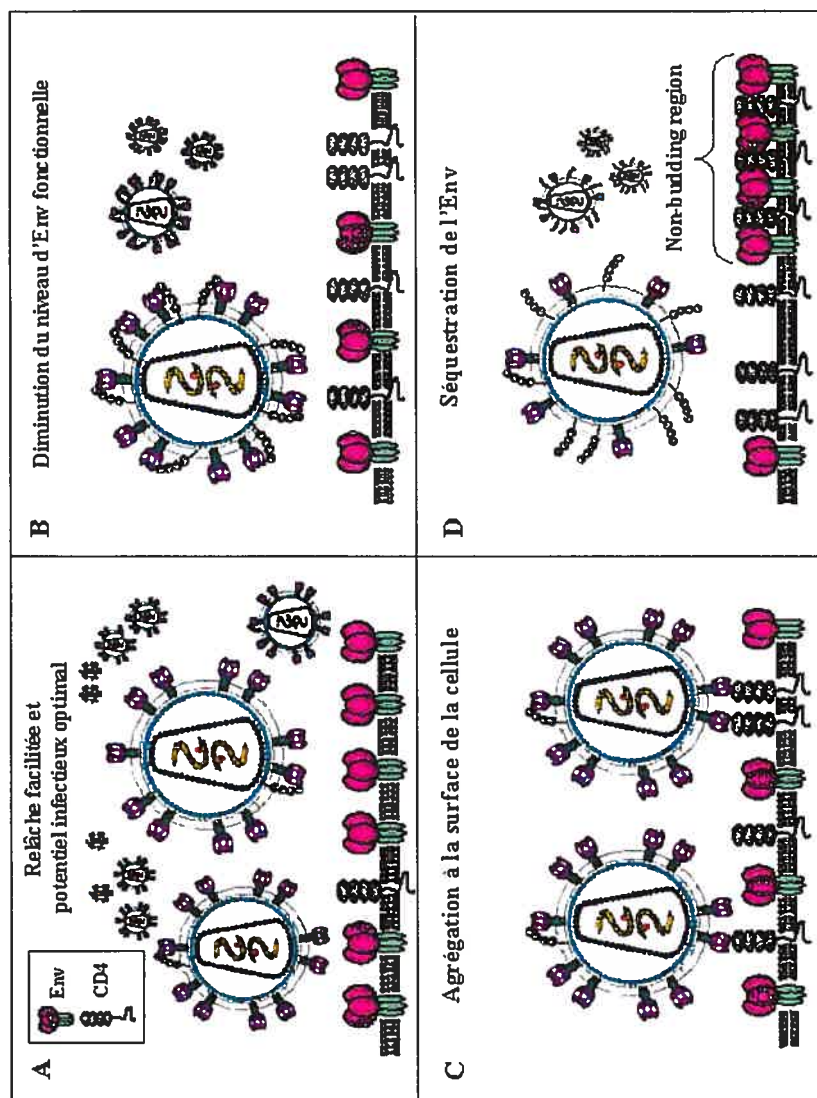 A
Env
CD4
Relâche facilitée et
potentiel infectieux optimal
B
Diminution du niveau d'Env fonctionnelle
C
Agrégation à la surface de la cellule
D
Séquestration de l'Env
Non-budding region